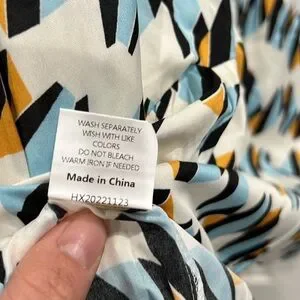 WASH SEPARATELY
WISH WITH LIKE
COLORS
DO NOT BLEACH
WARM IRON IF NEEDED
Made in China
HX20221123